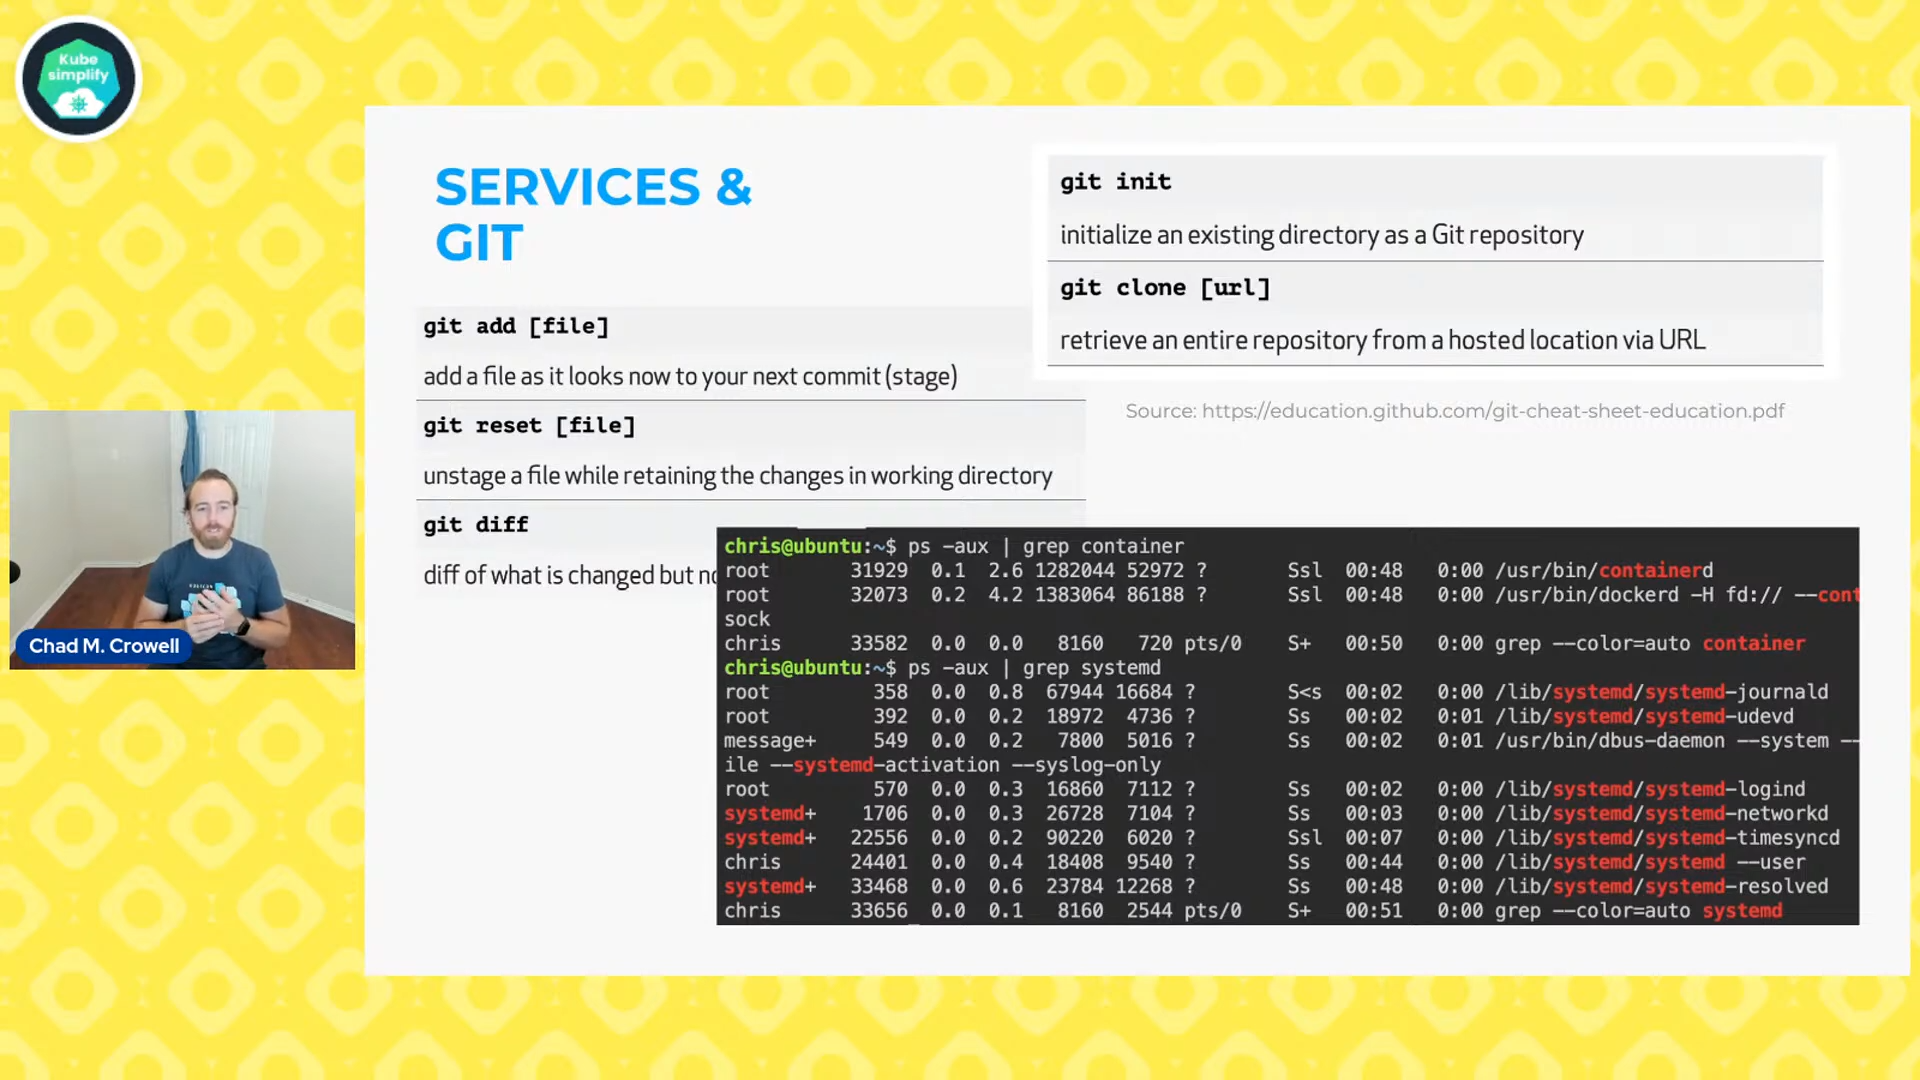 Kube
simplify
SERVICES &
GIT
git add [file]
add a file as it looks now to your next commit (stage)
git reset [file]
unstage a file while retaining the changes in working directory
git diff
diff of what is changed but no
git init
initialize an existing directory as a Git repository
git clone [url]
retrieve an entire repository from a hosted location via URL
Source: https://education.github.com/git-cheat-sheet-education.pdf
chris@ubuntu:~$ ps -aux | grep container
root 31929 0.1 2.6 1282044 52972 ? Ssl 00:48 0:00 /usr/bin/containerd
root 32073 0.2 4.2 1383064 86188 ? Ssl 00:48 0:00 /usr/bin/dockerd -H fd:// --cont
sock
chris 33582 0.0 0.0 8160 720 pts/0 S+ 00:50 0:00 grep --color=auto container
chris@ubuntu:~$ ps -aux | grep systemd
root 358 0.0 0.8 67944 16684 ? S<s 00:02 0:00 /lib/systemd/systemd-journald
root 392 0.0 0.2 18972 4736 ? Ss 00:02 0:01 /lib/systemd/systemd-udevd
message+ 549 0.0 0.2 7800 5016 ? Ss 00:02 0:01 /usr/bin/dbus-daemon --system --
ile --systemd-activation --syslog-only
root 570 0.0 0.3 16860 7112 ? Ss 00:02 0:00 /lib/systemd/systemd-logind
systemd+ 1706 0.0 0.3 26728 7104 ? Ss 00:03 0:00 /lib/systemd/systemd-networkd
systemd+ 22556 0.0 0.2 90220 6020 ? Ssl 00:07 0:00 /lib/systemd/systemd-timesyncd
chris 24401 0.0 0.4 18408 9540 ? Ss 00:44 0:00 /lib/systemd/systemd --user
systemd+ 33468 0.0 0.6 23784 12268 ? Ss 00:48 0:00 /lib/systemd/systemd-resolved
chris 33656 0.0 0.1 8160 2544 pts/0 S+ 00:51 0:00 grep --color=auto systemd
Chad M. Crowell